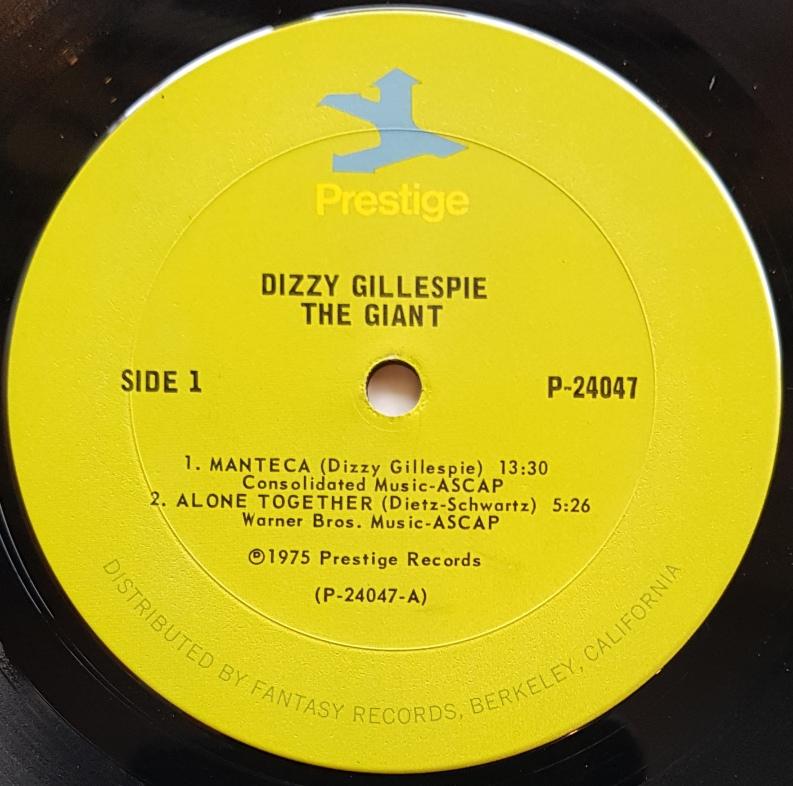 Prestige
DIZZY GILLESPIE
THE GIANT
SIDE 1
P-24047
1. MANTECA (Dizzy Gillespie) 13:30
Consolidated Music-ASCAP
2. ALONE TOGETHER (Dietz-Schwartz) 5:26
Warner Bros. Music-ASCAP
℗1975 Prestige Records
(P-24047-A)
DISTRIBUTED BY FANTASY RECORDS, BERKELEY, CALIFORNIA